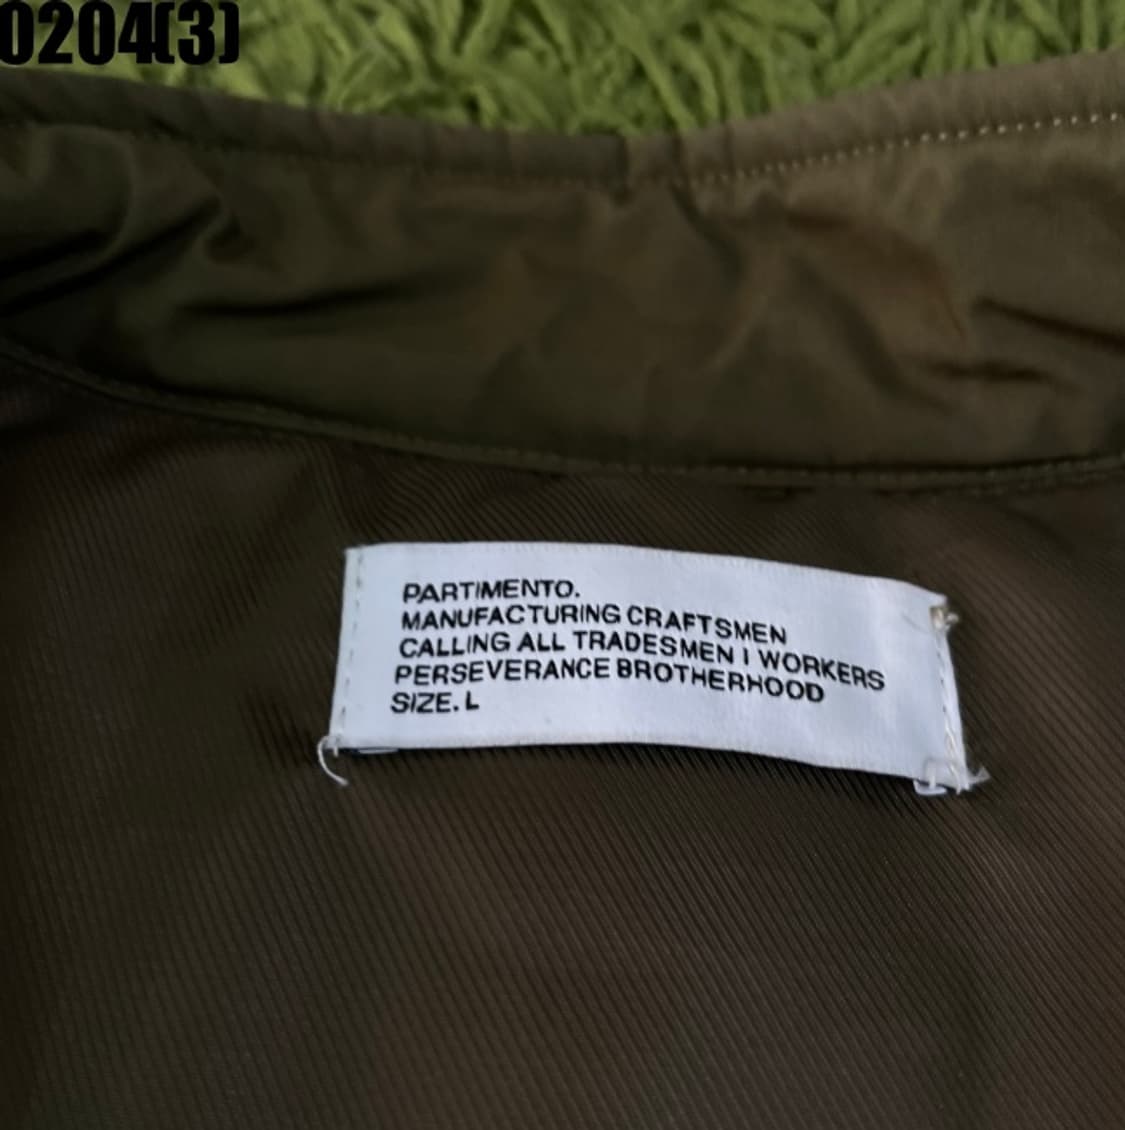 0204(3)
PARTIMENTO.
MANUFACTURING CRAFTSMEN
CALLING ALL TRADESMEN I WORKERS
PERSEVERANCE BROTHERHOOD
SIZE. L